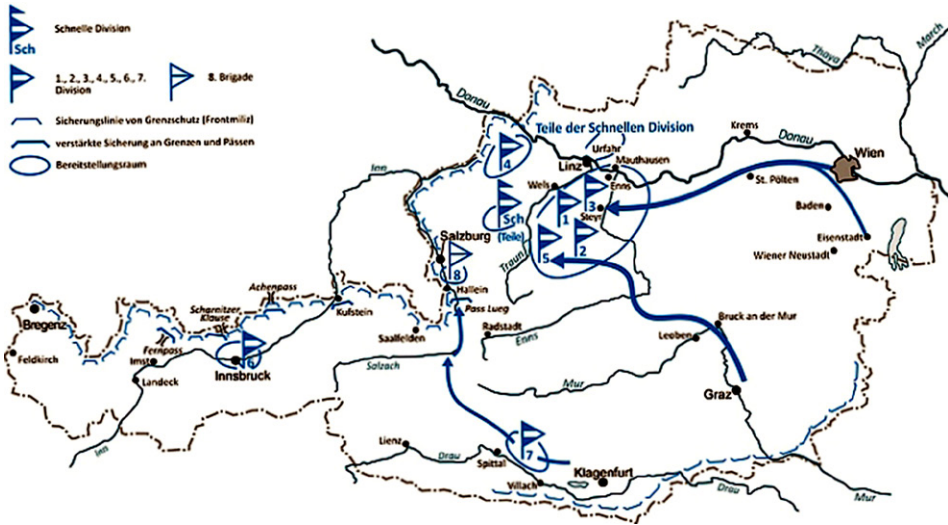 Sch
Schnelle Division
1., 2., 3., 4., 5., 6., 7.
Division
8. Brigade
Sicherungslinie von Grenzschutz (Frontmiliz)
verstärkte Sicherung an Grenzen und Pässen
Bereitstellungsraum
Thaya
March
Donau
Teile der Schnellen Division
Krems
Donau
Urfahr
Linz
Mauthausen
Wien
4
Inn
Wels
Enns
St. Pölten
Sch
(Teile)
1
3
Steyr
Baden
Eisenstadt
Salzburg
5
2
Wiener Neustadt
Traun
8
Hallein
Achenpass
Pass Lueg
Scharnitzer
Klause
Kufstein
Bregenz
Bruck an der Mur
Radstadt
Saalfelden
Enns
Leoben
Fernpass
Feldkirch
Imst
6
Salzach
Innsbruck
Landeck
Mur
Graz
Inn
Lienz
Drau
7
Spittal
Klagenfurt
Villach
Drau
Mur